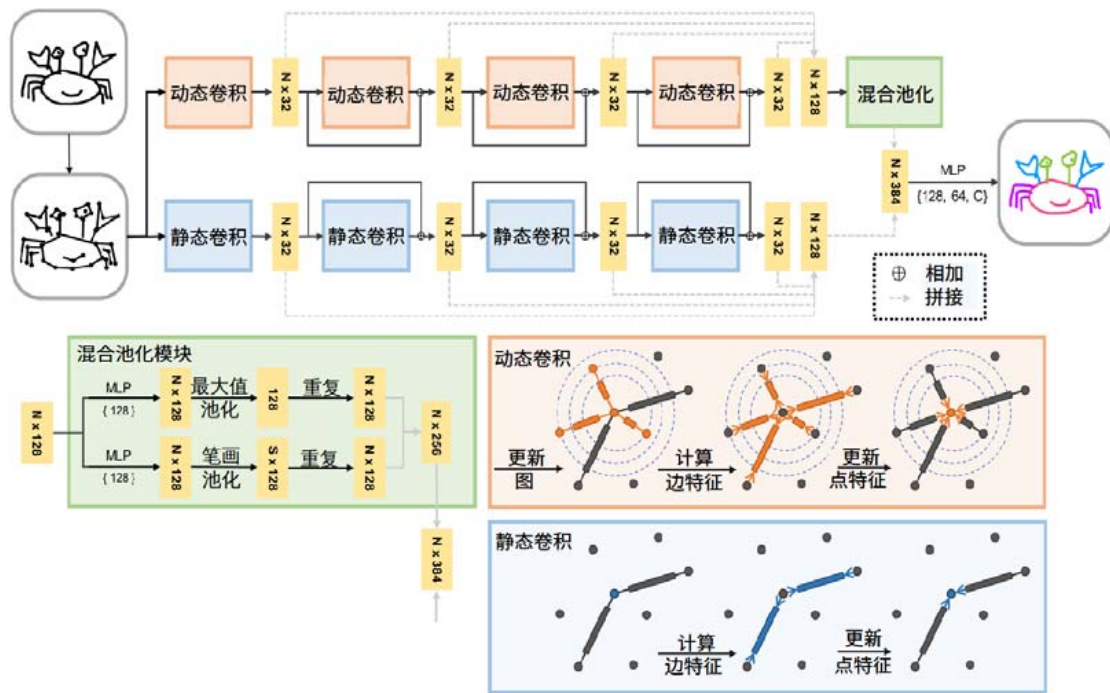 动态卷积
N x 32
动态卷积
N x 32
动态卷积
N x 32
动态卷积
N x 32
N x 128
混合池化
静态卷积
N x 32
静态卷积
N x 32
静态卷积
N x 32
静态卷积
N x 32
N x 128
N x 384
MLP
{128, 64, C}
相加
拼接
混合池化模块
N x 128
MLP
{ 128 }
N x 128
最大值
池化
128
重复
N x 128
MLP
{ 128 }
N x 128
笔画
池化
S x 128
重复
N x 128
N x 256
N x 384
动态卷积
更新
图
计算
边特征
更新
点特征
静态卷积
计算
边特征
更新
点特征